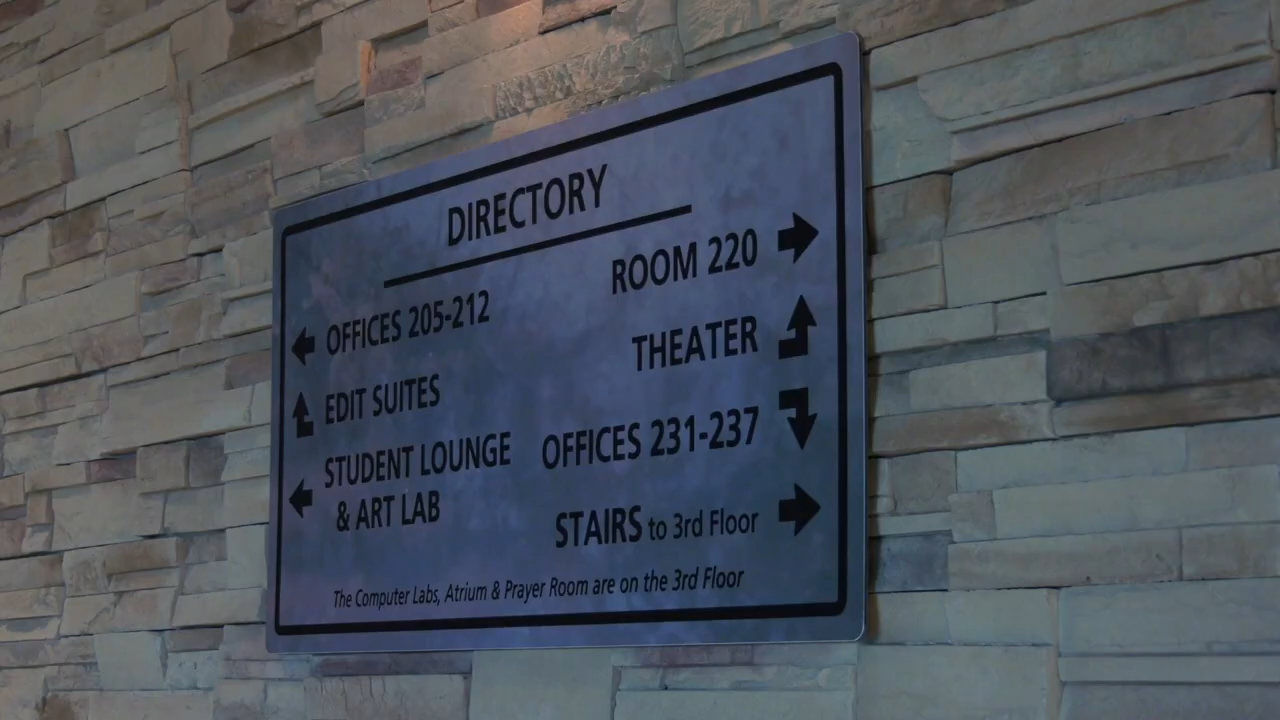 DIRECTORY
OFFICES 205-212
EDIT SUITES
STUDENT LOUNGE
& ART LAB
ROOM 220
THEATER
OFFICES 231-237
STAIRS to 3rd Floor
The Computer Labs, Atrium & Prayer Room are on the 3rd Floor